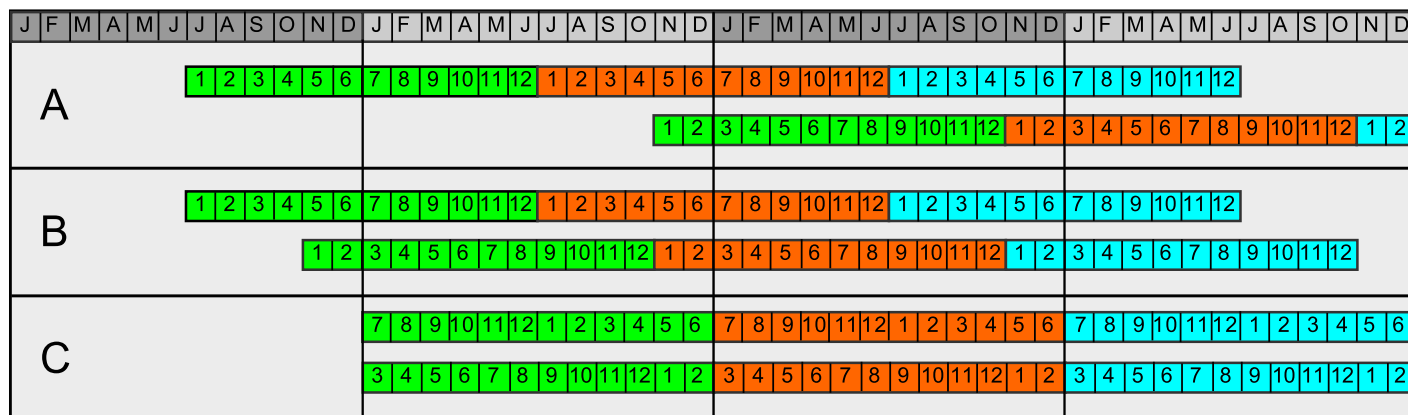 J F M A M J J A S O N D J F M A M J J A S O N D J F M A M J J A S O N D J F M A M J J A S O N D
A
1 2 3 4 5 6 7 8 9 10 11 12 1 2 3 4 5 6 7 8 9 10 11 12 1 2 3 4 5 6 7 8 9 10 11 12
1 2 3 4 5 6 7 8 9 10 11 12 1 2 3 4 5 6 7 8 9 10 11 12 1 2
B
1 2 3 4 5 6 7 8 9 10 11 12 1 2 3 4 5 6 7 8 9 10 11 12 1 2 3 4 5 6 7 8 9 10 11 12
1 2 3 4 5 6 7 8 9 10 11 12 1 2 3 4 5 6 7 8 9 10 11 12 1 2 3 4 5 6 7 8 9 10 11 12
C
7 8 9 10 11 12 1 2 3 4 5 6 7 8 9 10 11 12 1 2 3 4 5 6 7 8 9 10 11 12 1 2 3 4 5 6
3 4 5 6 7 8 9 10 11 12 1 2 3 4 5 6 7 8 9 10 11 12 1 2 3 4 5 6 7 8 9 10 11 12 1 2